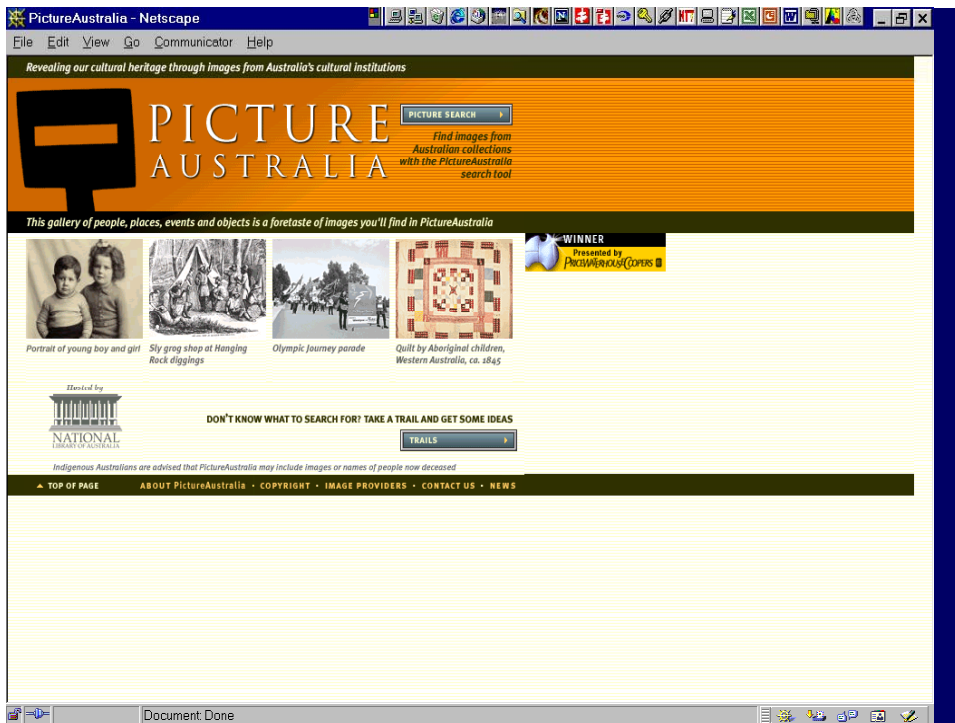 PictureAustralia - Netscape
File Edit View Go Communicator Help
Revealing our cultural heritage through images from Australia's cultural institutions
PICTURE
AUSTRALIA
PICTURE SEARCH
Find images from
Australian collections
with the PictureAustralia
search tool
This gallery of people, places, events and objects is a foretaste of images you'll find in PictureAustralia
WINNER
Presented by
PRICEWATERHOUSECOOPERS
Portrait of young boy and girl
Sly grog shop at Hanging
Rock diggings
Olympic Journey parade
Quilt by Aboriginal children,
Western Australia, ca. 1845
Hosted by
NATIONAL
LIBRARY OF AUSTRALIA
DON'T KNOW WHAT TO SEARCH FOR? TAKE A TRAIL AND GET SOME IDEAS
TRAILS
Indigenous Australians are advised that PictureAustralia may include images or names of people now deceased
TOP OF PAGE
ABOUT PictureAustralia · COPYRIGHT · IMAGE PROVIDERS · CONTACT US · NEWS
Document: Done